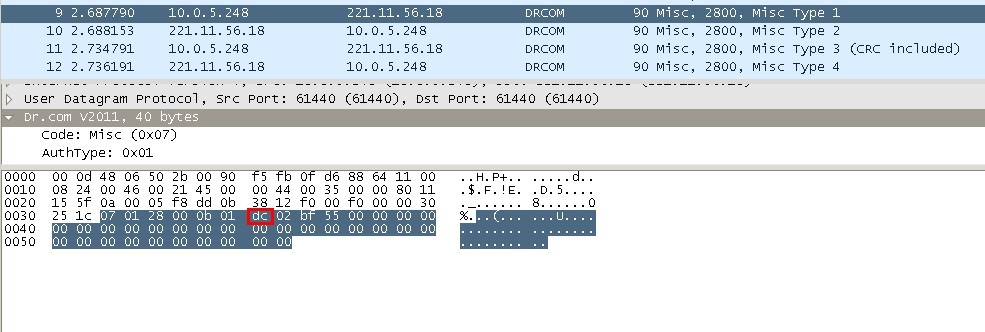 9 2.687790 10.0.5.248 221.11.56.18 DRCOM 90 Misc, 2800, Misc Type 1
10 2.688153 221.11.56.18 10.0.5.248 DRCOM 90 Misc, 2800, Misc Type 2
11 2.734791 10.0.5.248 221.11.56.18 DRCOM 90 Misc, 2800, Misc Type 3 (CRC included)
12 2.736191 221.11.56.18 10.0.5.248 DRCOM 90 Misc, 2800, Misc Type 4
User Datagram Protocol, Src Port: 61440 (61440), Dst Port: 61440 (61440)
Dr.com V2011, 40 bytes
Code: Misc (0x07)
AuthType: 0x01
0000 00 0d 48 06 50 2b 00 90 f5 fb 0f d6 88 64 11 00 ..H.P+.. .....d..
0010 08 24 00 46 00 21 45 00 00 44 00 35 00 00 80 11 .$.F.!E. .D.5....
0020 15 5f 0a 00 05 f8 dd 0b 38 12 f0 00 f0 00 00 30 ._...... 8......0
0030 25 1c 07 01 28 00 0b 01 dc 02 bf 55 00 00 00 00 %...(... ...U....
0040 00 00 00 00 00 00 00 00 00 00 00 00 00 00 00 00 ........ ........
0050 00 00 00 00 00 00 00 00 00 00 ........ ..